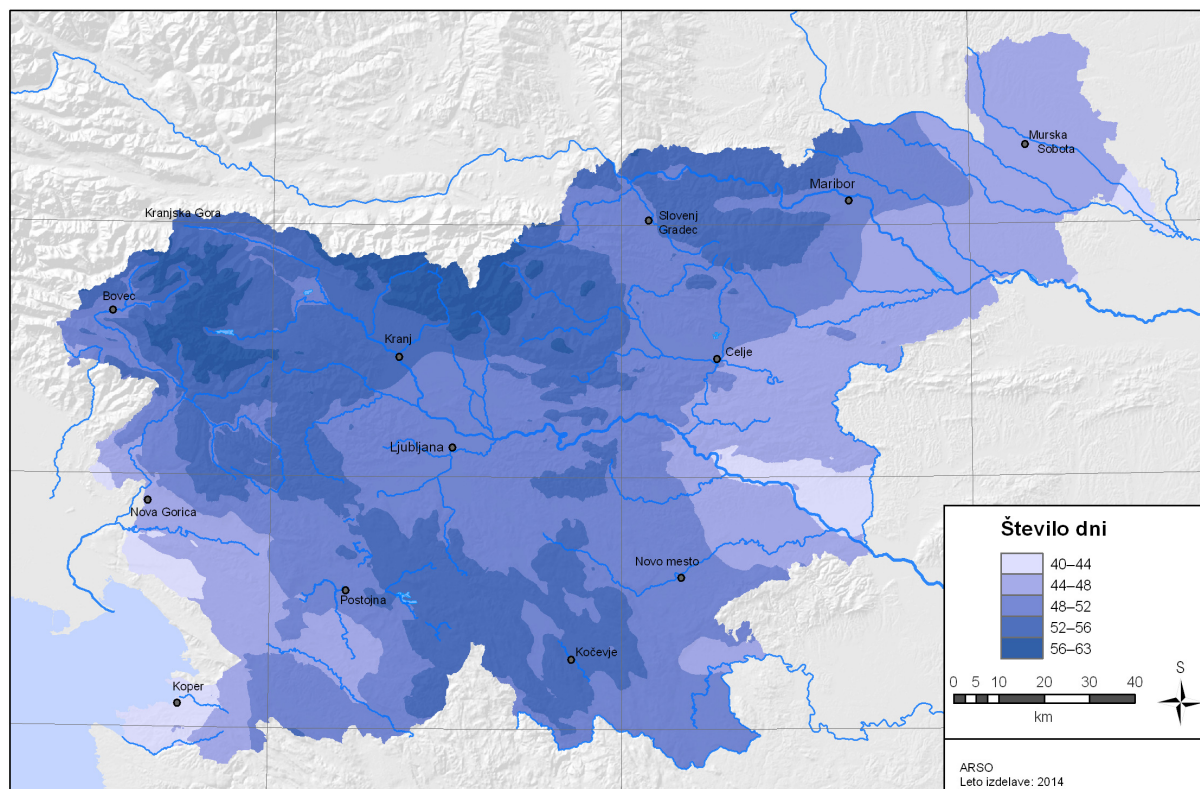 Murska
Sobota
Maribor
Slovenj
Gradec
Kranjska Gora
Bovec
Kranj
Celje
Ljubljana
Nova Gorica
Novo mesto
Postojna
Kočevje
Koper
Število dni
40–44
44–48
48–52
52–56
56–63
S
0 5 10 20 30 40
km
ARSO
Leto izdelave: 2014